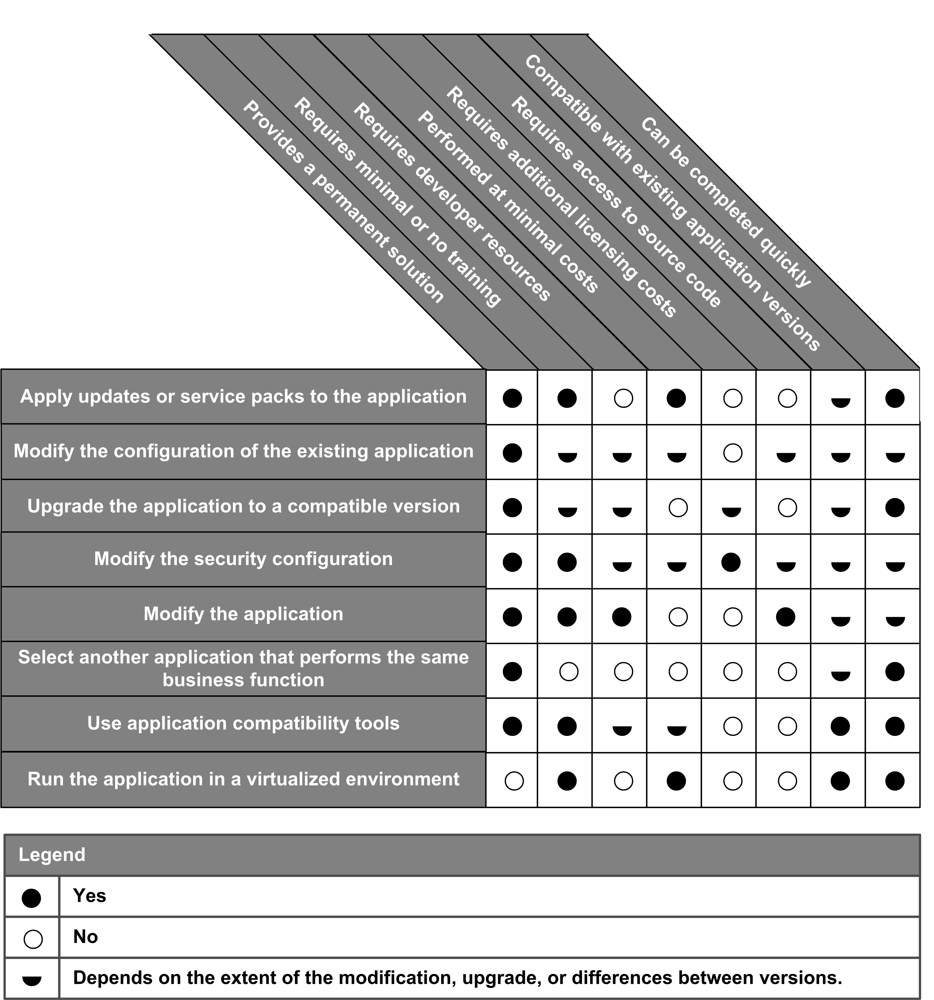 Provides a permanent solution
Requires minimal or no training
Requires developer resources
Performed at minimal costs
Requires additional licensing costs
Requires access to source code
Compatible with existing application versions
Can be completed quickly
Apply updates or service packs to the application
Modify the configuration of the existing application
Upgrade the application to a compatible version
Modify the security configuration
Modify the application
Select another application that performs the same
business function
Use application compatibility tools
Run the application in a virtualized environment
Legend
Yes
No
Depends on the extent of the modification, upgrade, or differences between versions.